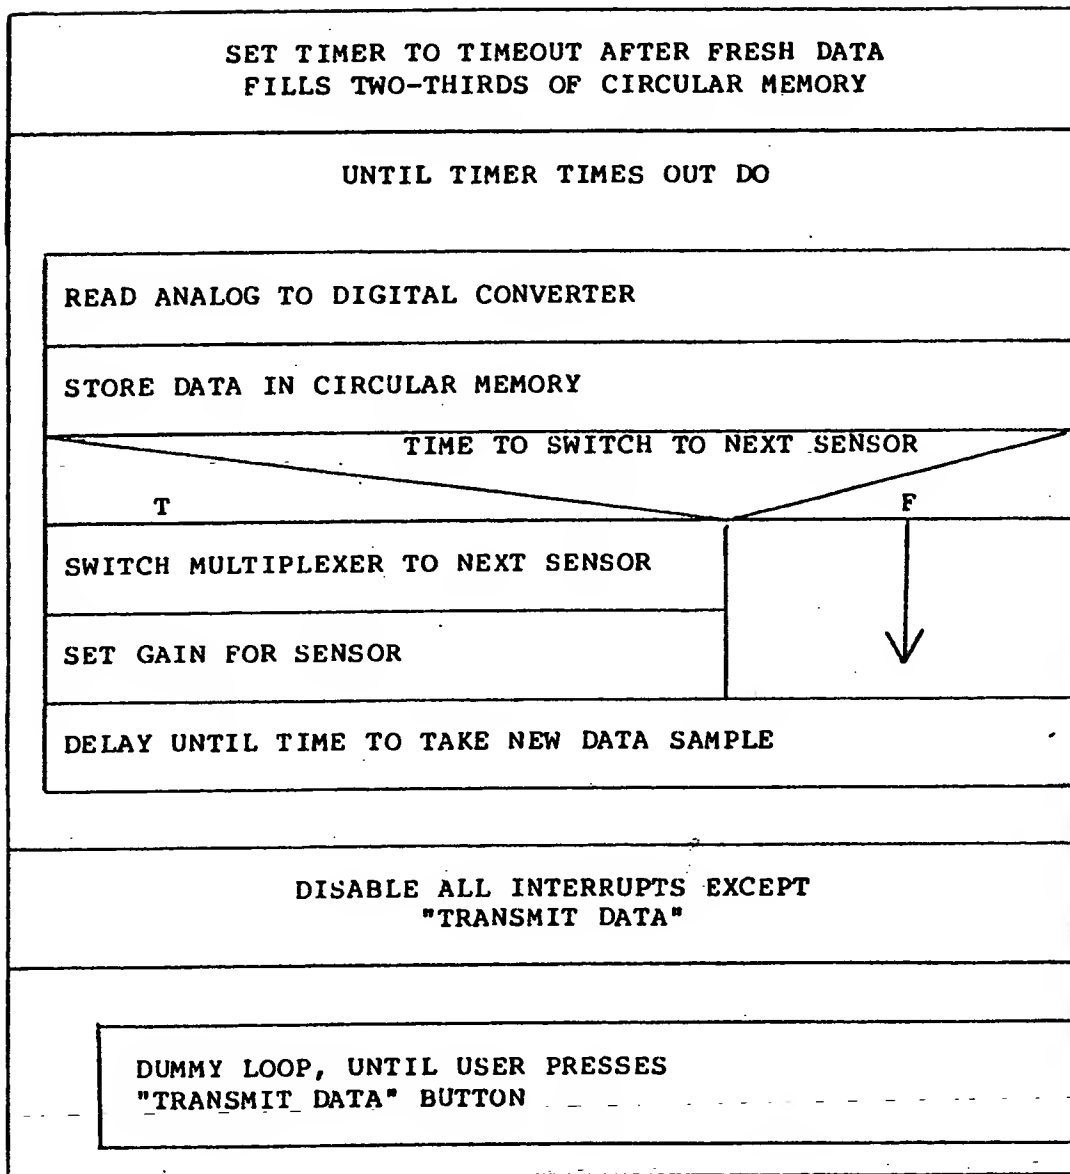 SET TIMER TO TIMEOUT AFTER FRESH DATA
FILLS TWO-THIRDS OF CIRCULAR MEMORY
UNTIL TIMER TIMES OUT DO
READ ANALOG TO DIGITAL CONVERTER
STORE DATA IN CIRCULAR MEMORY
TIME TO SWITCH TO NEXT SENSOR
T
F
SWITCH MULTIPLEXER TO NEXT SENSOR
SET GAIN FOR SENSOR
DELAY UNTIL TIME TO TAKE NEW DATA SAMPLE
DISABLE ALL INTERRUPTS EXCEPT
"TRANSMIT DATA"
DUMMY LOOP, UNTIL USER PRESSES
"TRANSMIT DATA" BUTTON